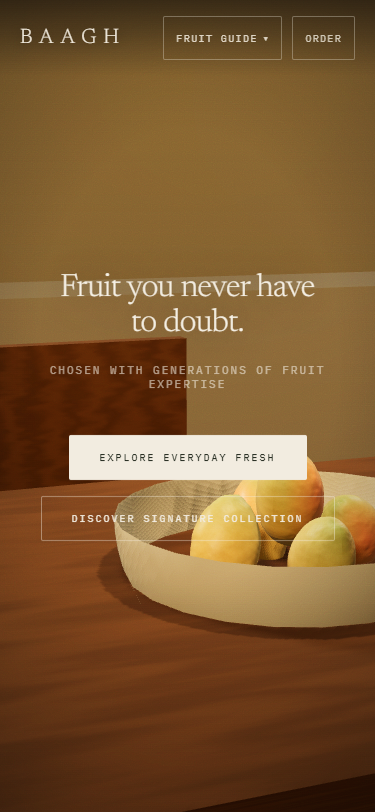 BAAGH
FRUIT GUIDE ▾
ORDER
Fruit you never have
to doubt.
CHOSEN WITH GENERATIONS OF FRUIT
EXPERTISE
EXPLORE EVERYDAY FRESH
DISCOVER SIGNATURE COLLECTION